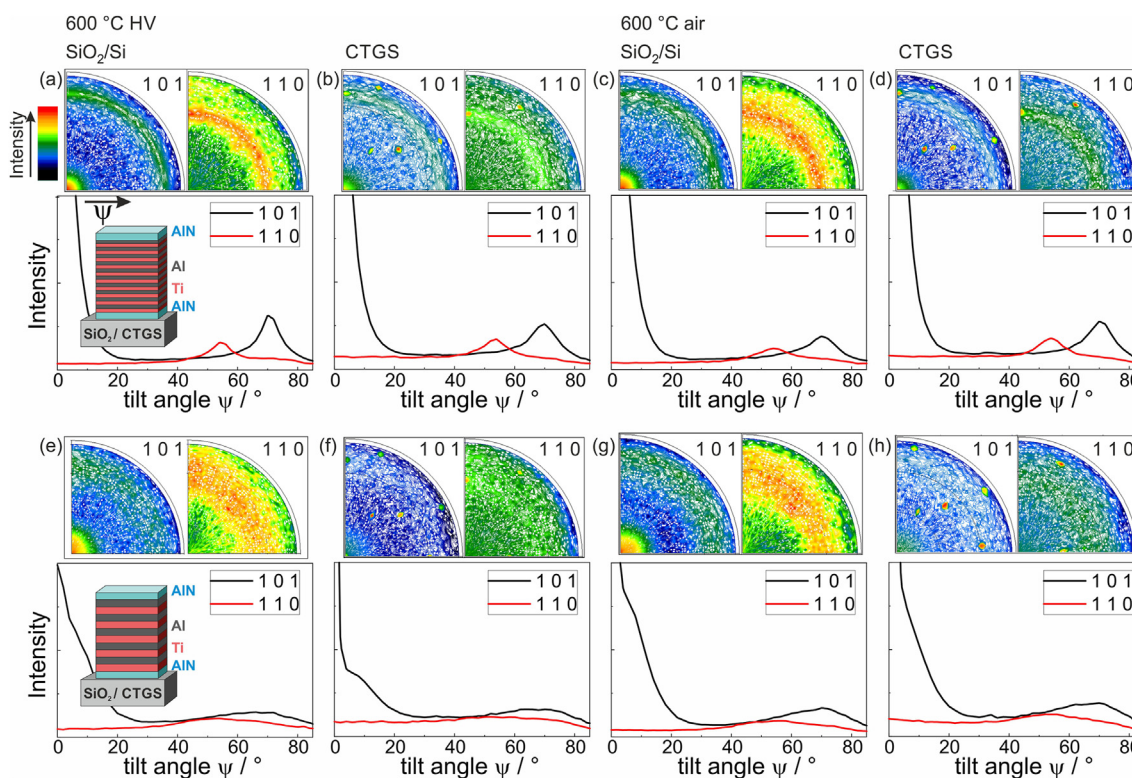 600 °C HV
600 °C air
SiO₂/Si
CTGS
SiO₂/Si
CTGS
(a)
1 0 1
1 1 0
(b)
1 0 1
1 1 0
(c)
1 0 1
1 1 0
(d)
1 0 1
1 1 0
Intensity
Intensity
ψ
AlN
Al
Ti
AlN
SiO₂/ CTGS
1 0 1
1 1 0
1 0 1
1 1 0
1 0 1
1 1 0
1 0 1
1 1 0
0 20 40 60 80
0 20 40 60 80
0 20 40 60 80
0 20 40 60 80
tilt angle ψ / °
tilt angle ψ / °
tilt angle ψ / °
tilt angle ψ / °
(e)
1 0 1
1 1 0
(f)
1 0 1
1 1 0
(g)
1 0 1
1 1 0
(h)
1 0 1
1 1 0
Intensity
AlN
Al
Ti
AlN
SiO₂/ CTGS
1 0 1
1 1 0
1 0 1
1 1 0
1 0 1
1 1 0
1 0 1
1 1 0
0 20 40 60 80
0 20 40 60 80
0 20 40 60 80
0 20 40 60 80
tilt angle ψ / °
tilt angle ψ / °
tilt angle ψ / °
tilt angle ψ / °